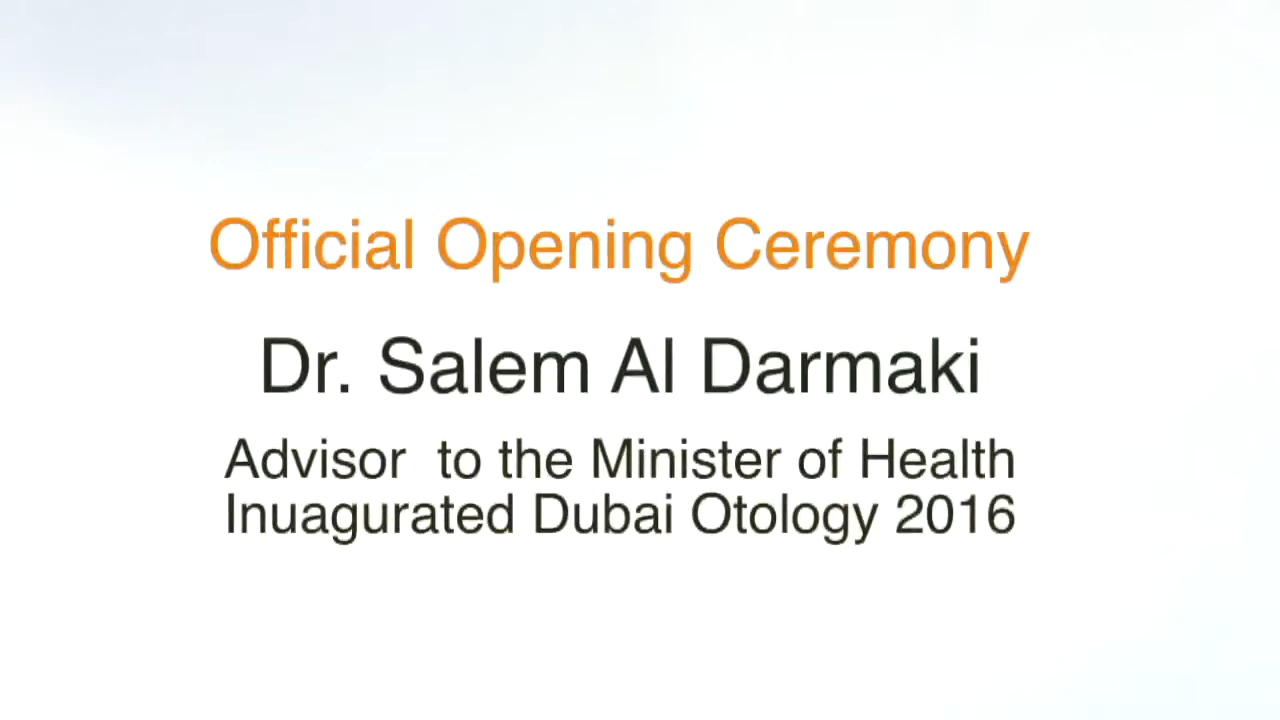 Official Opening Ceremony
Dr. Salem Al Darmaki
Advisor  to the Minister of Health
Inuagurated Dubai Otology 2016